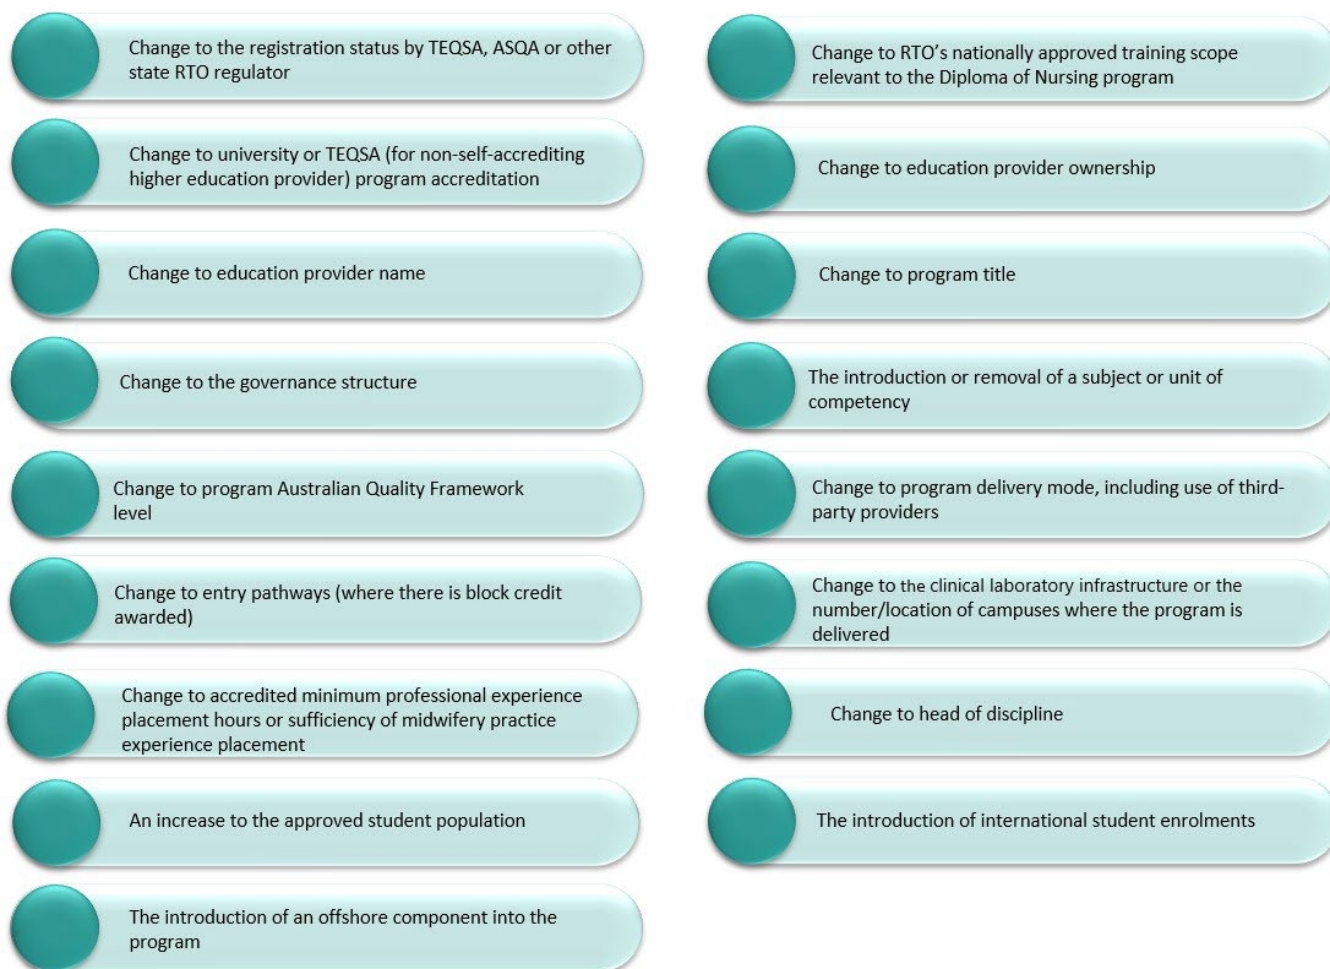 Change to the registration status by TEQSA, ASQA or other
state RTO regulator
Change to RTO's nationally approved training scope
relevant to the Diploma of Nursing program
Change to university or TEQSA (for non-self-accrediting
higher education provider) program accreditation
Change to education provider ownership
Change to education provider name
Change to program title
Change to the governance structure
The introduction or removal of a subject or unit of
competency
Change to program Australian Quality Framework
level
Change to program delivery mode, including use of third-
party providers
Change to entry pathways (where there is block credit
awarded)
Change to the clinical laboratory infrastructure or the
number/location of campuses where the program is
delivered
Change to accredited minimum professional experience
placement hours or sufficiency of midwifery practice
experience placement
Change to head of discipline
An increase to the approved student population
The introduction of international student enrolments
The introduction of an offshore component into the
program